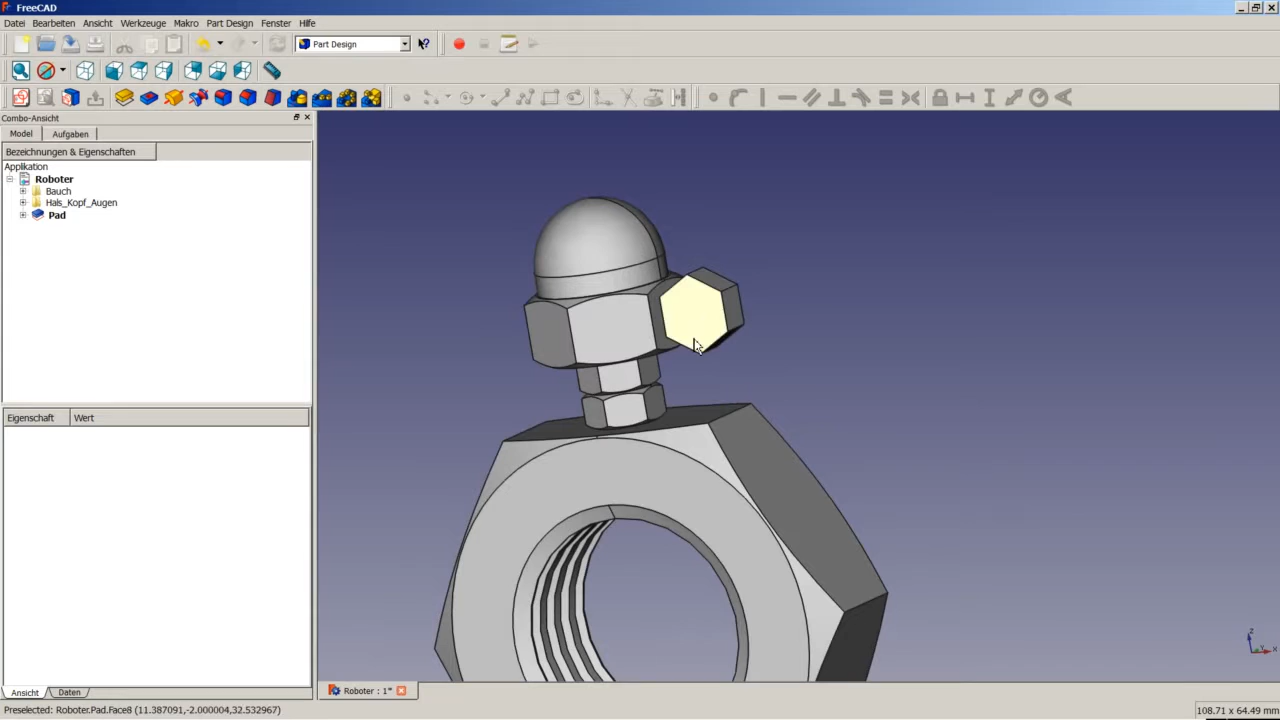 FreeCAD
Datei Bearbeiten Ansicht Werkzeuge Makro Part Design Fenster Hilfe
Part Design
Combo-Ansicht
Model Aufgaben
Bezeichnungen & Eigenschaften
Applikation
Roboter
Bauch
Hals_Kopf_Augen
Pad
Eigenschaft Wert
Ansicht Daten
Roboter : 1*
Preselected: Roboter.Pad.Face8 (11.387091,-2.000004,32.532967)
108.71 x 64.49 mm